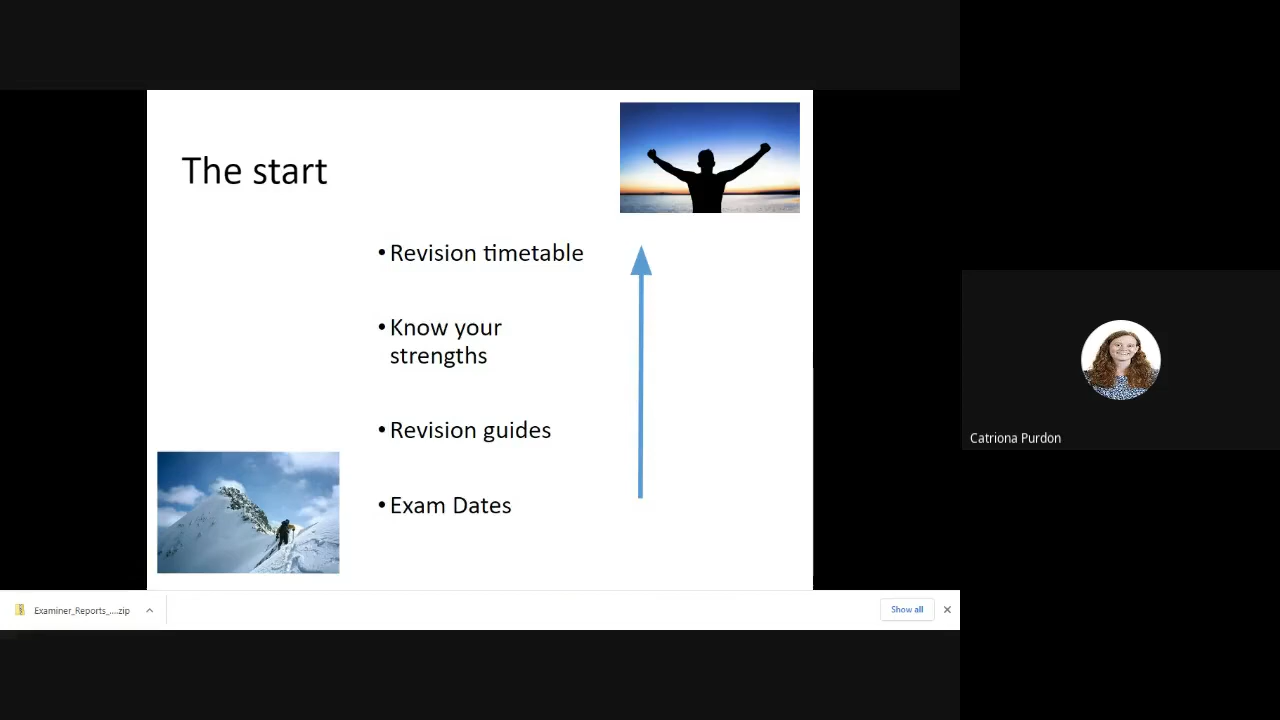 The start
• Revision timetable
• Know your
strengths
• Revision guides
• Exam Dates
Catriona Purdon
Examiner_Reports_....zip
Show all